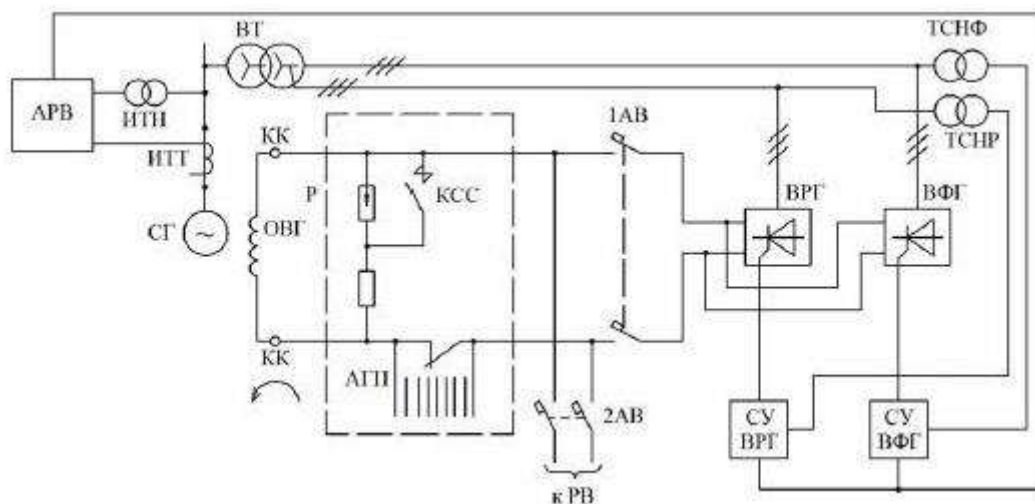 ВТ
ТСНФ
АРВ
ИТН
ТСНР
ИТТ
КК
1АВ
Р
КСС
ВРГ
ВФГ
СГ
~
ОВГ
КК
АГП
2АВ
СУ
ВРГ
СУ
ВФГ
к РВ